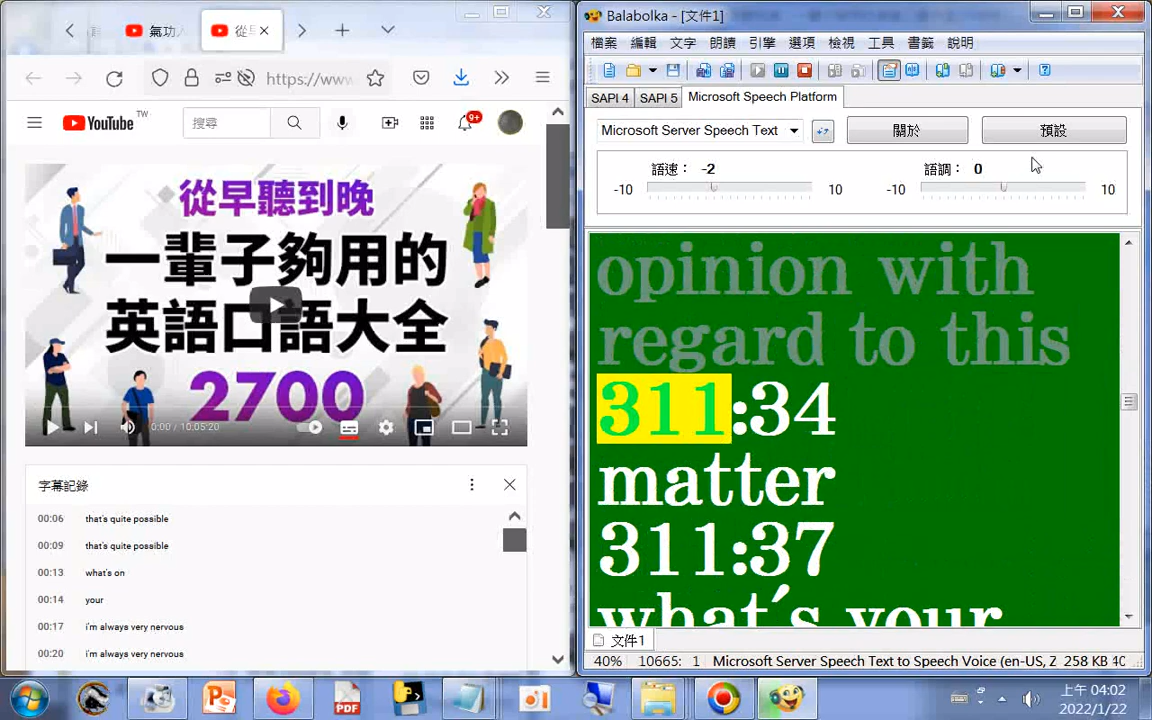 氣功
從
https://www
YouTube TW
搜尋
9+
從早聽到晚
一輩子夠用的
英語口語大全
2700
0:00 / 10:05:20
字幕記錄
00:06 that's quite possible
00:09 that's quite possible
00:13 what's on
00:14 your
00:17 i'm always very nervous
00:20 i'm always very nervous
Balabolka - [文件1]
檔案 編輯 文字 朗讀 引擎 選項 檢視 工具 書籤 說明
SAPI 4 SAPI 5 Microsoft Speech Platform
Microsoft Server Speech Text 關於 預設
語速： -2 語調： 0
-10 10 -10 10
opinion with
regard to this
311:34
matter
311:37
what's your
文件1
40% 10665: 1 Microsoft Server Speech Text to Speech Voice (en-US, Z 258 KB
PDF
上午 04:02
2022/1/22